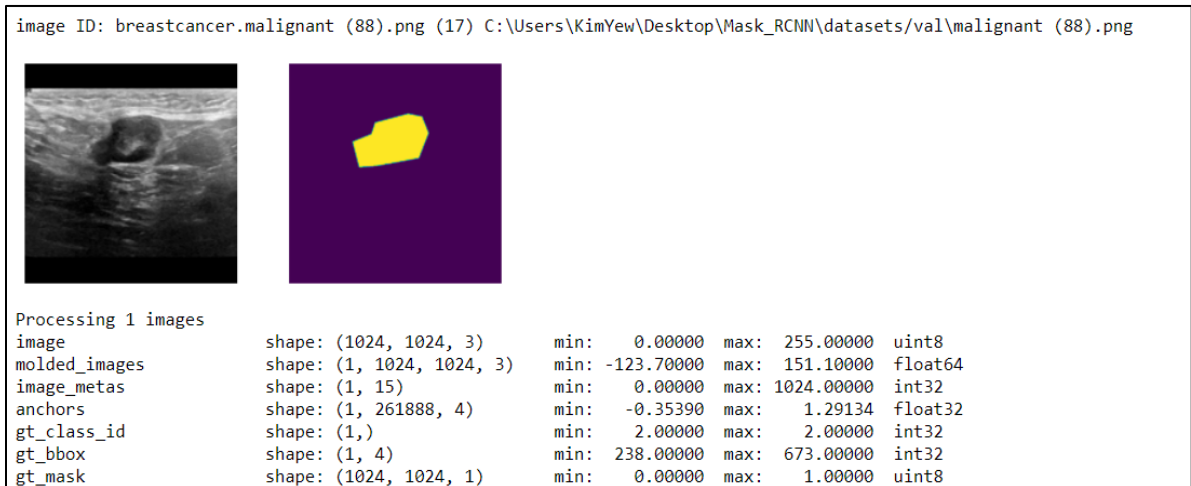 image ID: breastcancer.malignant (88).png (17) C:\Users\KimYew\Desktop\Mask_RCNN\datasets/val\malignant (88).png
Processing 1 images
image shape: (1024, 1024, 3) min: 0.00000 max: 255.00000 uint8
molded_images shape: (1, 1024, 1024, 3) min: -123.70000 max: 151.10000 float64
image_metas shape: (1, 15) min: 0.00000 max: 1024.00000 int32
anchors shape: (1, 261888, 4) min: -0.35390 max: 1.29134 float32
gt_class_id shape: (1,) min: 2.00000 max: 2.00000 int32
gt_bbox shape: (1, 4) min: 238.00000 max: 673.00000 int32
gt_mask shape: (1024, 1024, 1) min: 0.00000 max: 1.00000 uint8